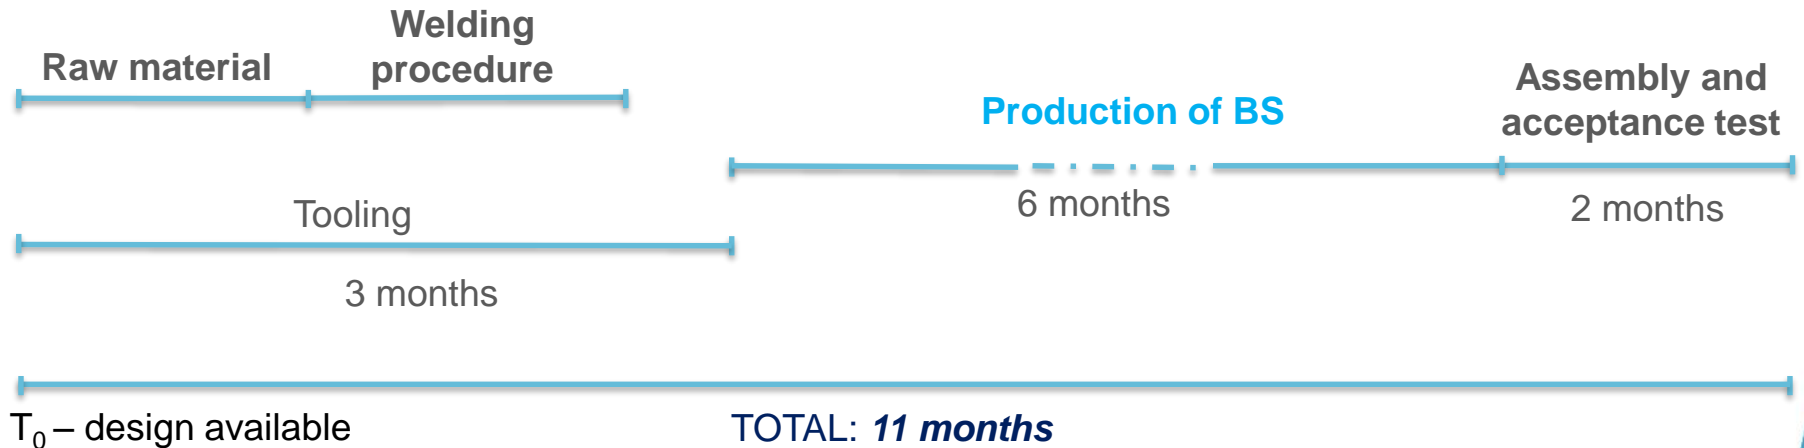 Raw material
Welding
procedure
Production of BS
Assembly and
acceptance test
Tooling
6 months
2 months
3 months
T₀ – design available
TOTAL: 11 months